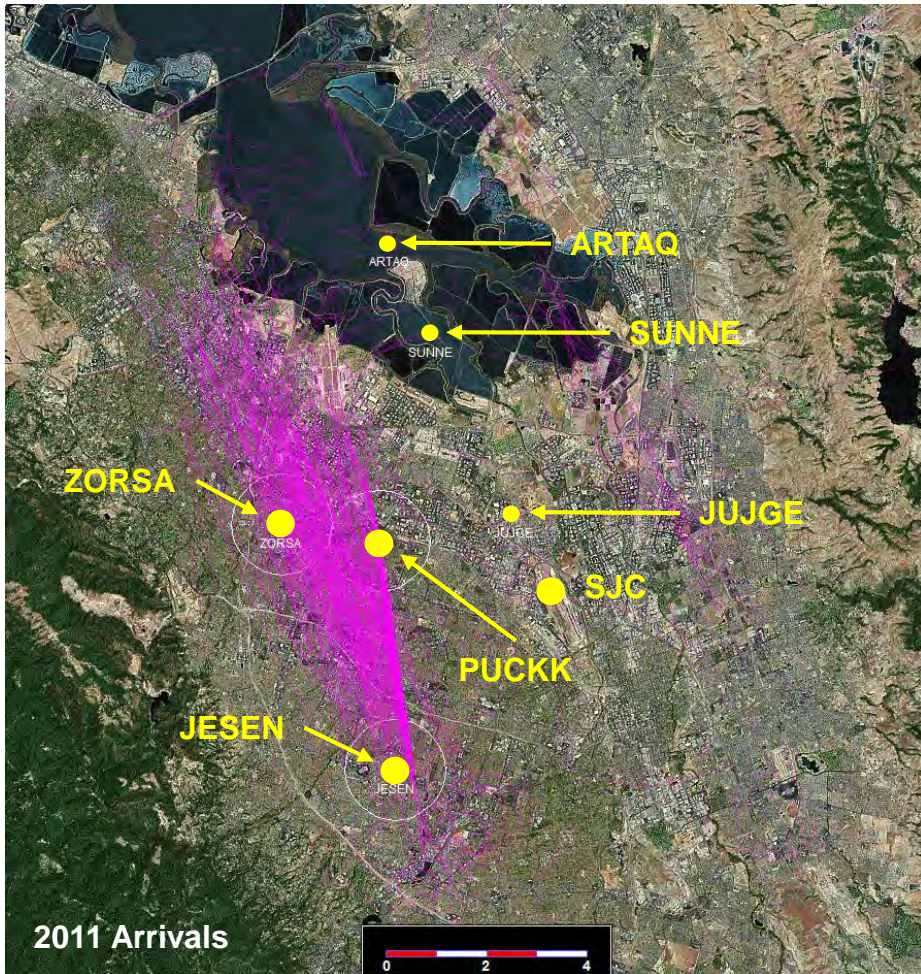 ARTAQ
ARTAQ
SUNNE
SUNNE
ZORSA
ZORSA
JUJGE
JUJGE
SJC
PUCKK
JESEN
JESEN
2011 Arrivals
0 2 4